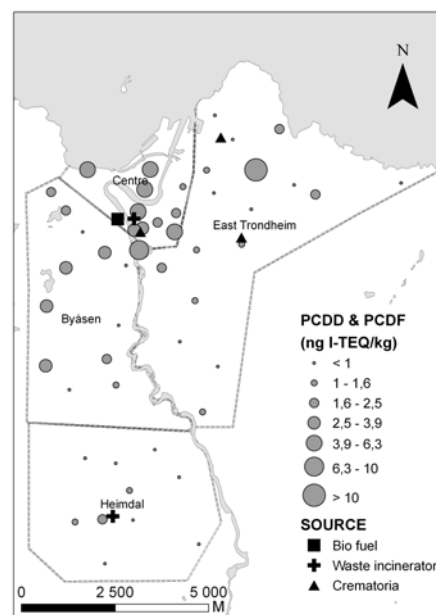 N
Centre
East Trondheim
Byåsen
Heimdal
PCDD & PCDF
(ng I-TEQ/kg)
< 1
1 - 1,6
1,6 - 2,5
2,5 - 3,9
3,9 - 6,3
6,3 - 10
> 10
SOURCE
Bio fuel
Waste incinerator
Crematoria
0 2 500 5 000
M